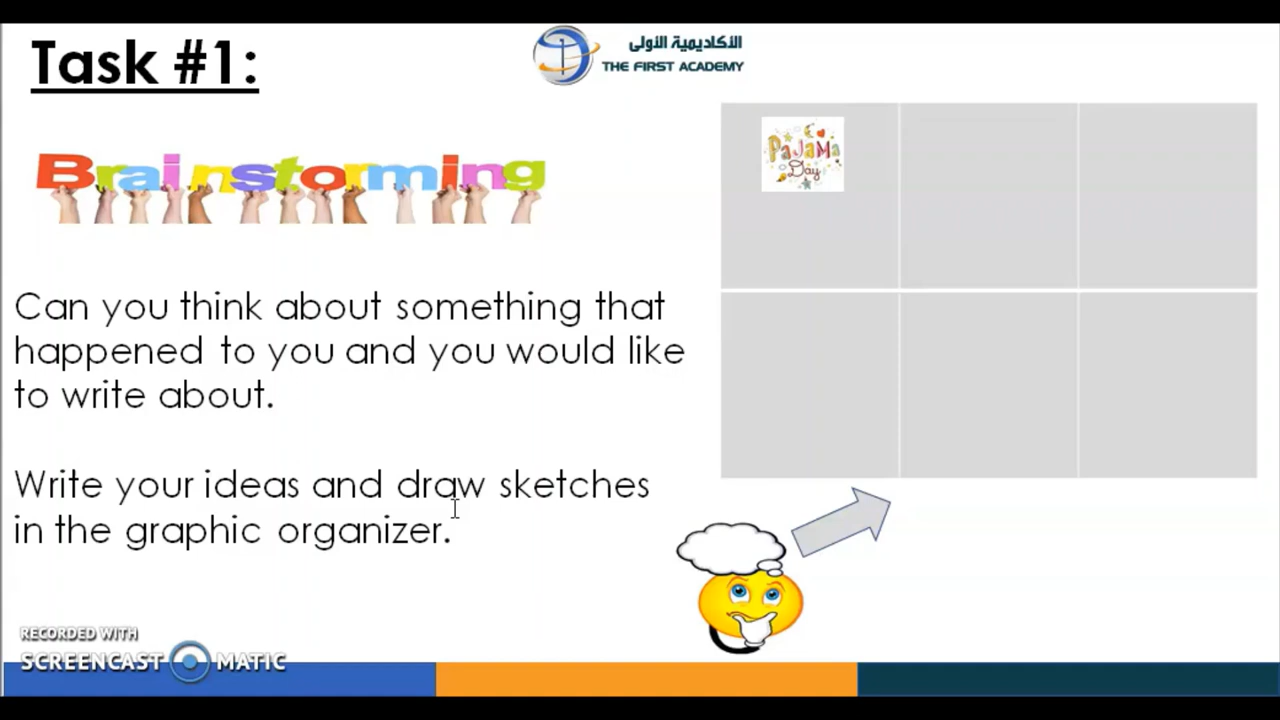 Task #1:
الأكاديمية الأولى
THE FIRST ACADEMY
Brainstorming
PaJaMa
Day
Can you think about something that
happened to you and you would like
to write about.
Write your ideas and draw sketches
in the graphic organizer.
RECORDED WITH
SCREENCAST MATIC